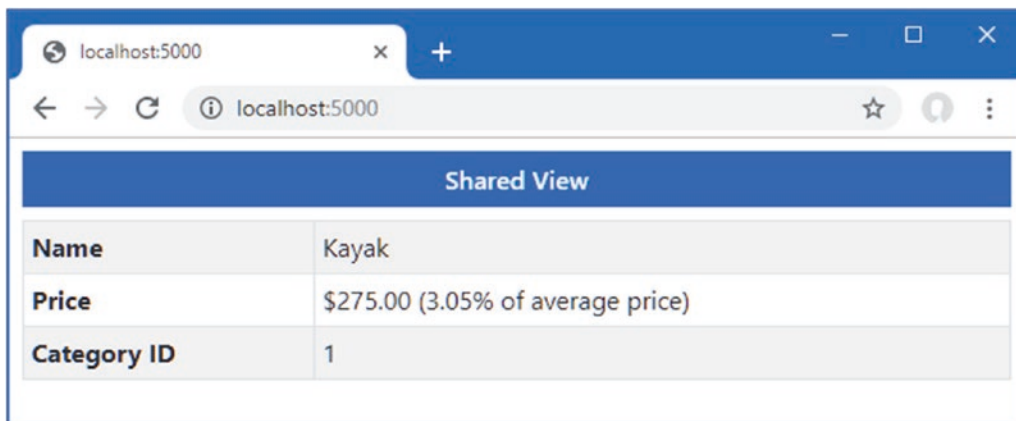 localhost:5000
localhost:5000
Shared View
Name Kayak
Price $275.00 (3.05% of average price)
Category ID 1